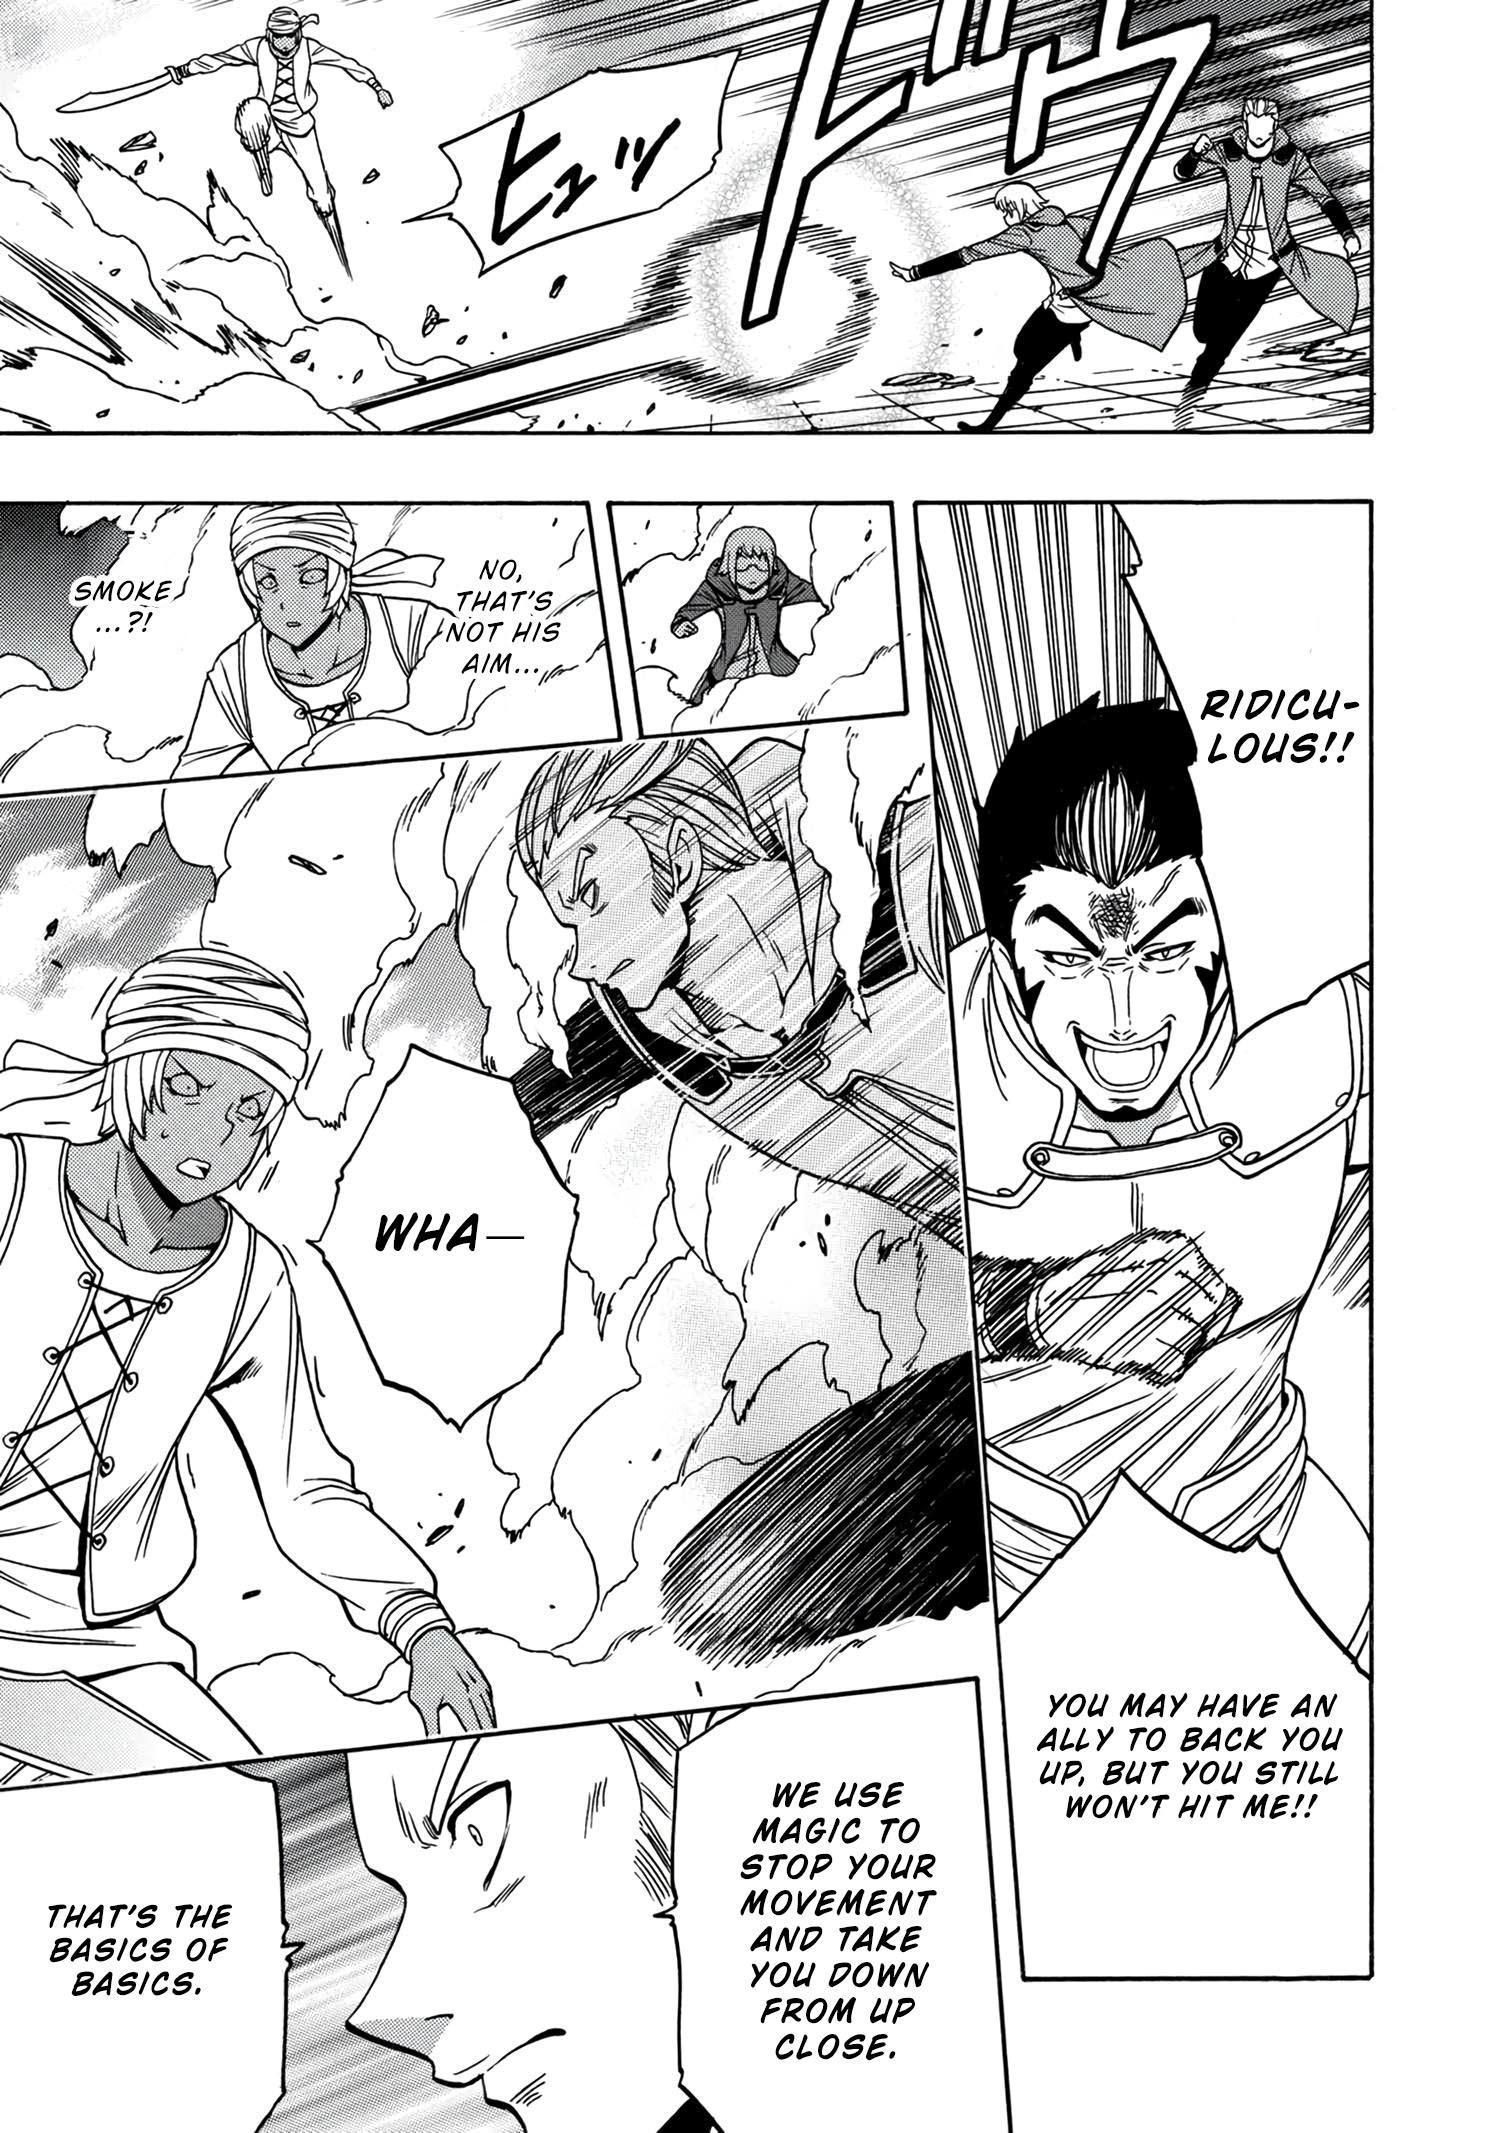 ドドウ
ヒュッ
RIDICU-
LOUS!!
YOU MAY HAVE AN
ALLY TO BACK YOU
UP, BUT YOU STILL
WON'T HIT ME!!
NO,
THAT'S
NOT HIS
AIM...
SMOKE
...?!
WHA—
WE USE
MAGIC TO
STOP YOUR
MOVEMENT
AND TAKE
YOU DOWN
FROM UP
CLOSE.
THAT'S THE
BASICS OF
BASICS.